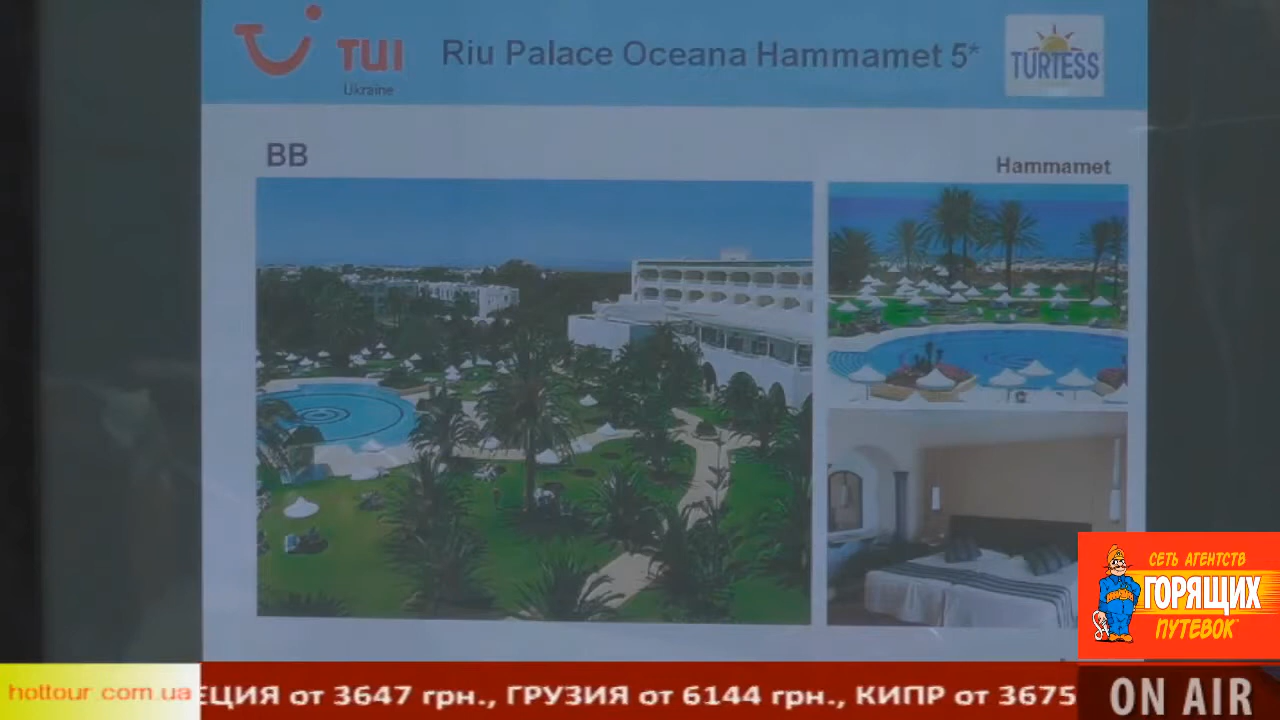 TUI
Ukraine
Riu Palace Oceana Hammamet 5*
TURTESS
BB
Hammamet
СЕТЬ АГЕНТСТВ
ГОРЯЩИХ
ПУТЕВОК
hottour com.ua
ЕЦИЯ от 3647 грн., ГРУЗИЯ от 6144 грн., КИПР от 3675
ON AIR